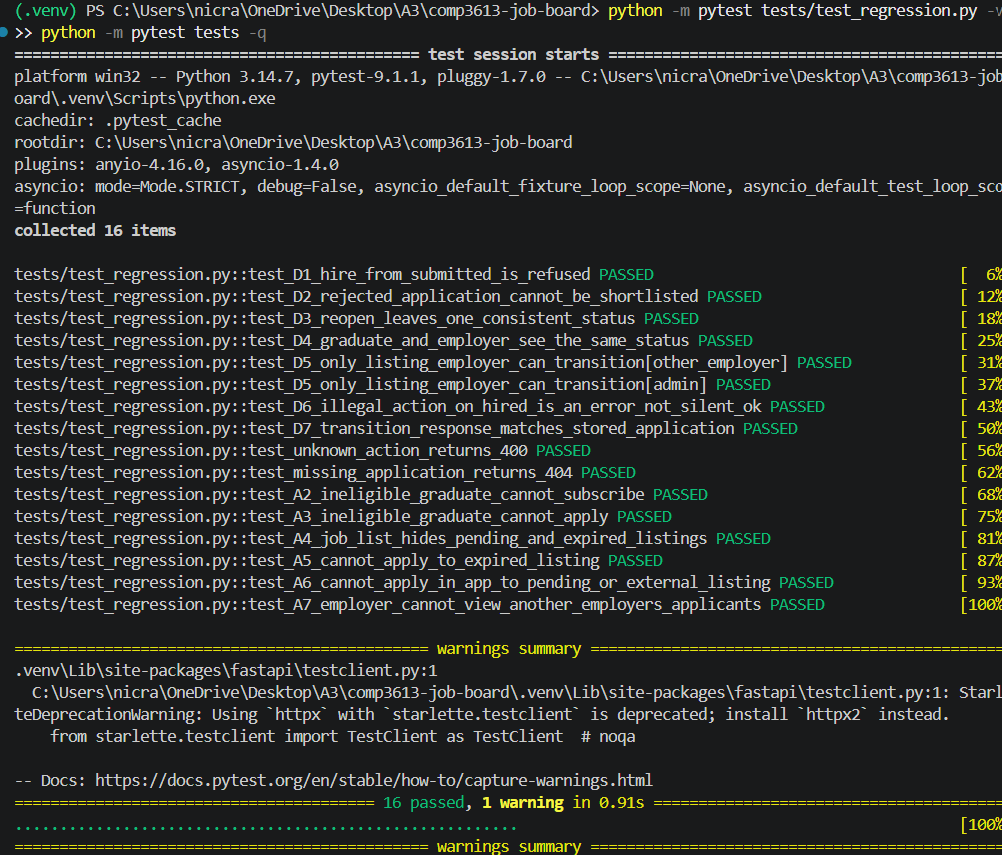 (.venv) PS C:\Users\nicra\OneDrive\Desktop\A3\comp3613-job-board> python -m pytest tests/test_regression.py -v
>> python -m pytest tests -q
============================================= test session starts =============================================
platform win32 -- Python 3.14.7, pytest-9.1.1, pluggy-1.7.0 -- C:\Users\nicra\OneDrive\Desktop\A3\comp3613-job
oard\.venv\Scripts\python.exe
cachedir: .pytest_cache
rootdir: C:\Users\nicra\OneDrive\Desktop\A3\comp3613-job-board
plugins: anyio-4.16.0, asyncio-1.4.0
asyncio: mode=Mode.STRICT, debug=False, asyncio_default_fixture_loop_scope=None, asyncio_default_test_loop_sco
=function
collected 16 items
tests/test_regression.py::test_D1_hire_from_submitted_is_refused PASSED [  6%
tests/test_regression.py::test_D2_rejected_application_cannot_be_shortlisted PASSED [ 12%
tests/test_regression.py::test_D3_reopen_leaves_one_consistent_status PASSED [ 18%
tests/test_regression.py::test_D4_graduate_and_employer_see_the_same_status PASSED [ 25%
tests/test_regression.py::test_D5_only_listing_employer_can_transition[other_employer] PASSED [ 31%
tests/test_regression.py::test_D5_only_listing_employer_can_transition[admin] PASSED [ 37%
tests/test_regression.py::test_D6_illegal_action_on_hired_is_an_error_not_silent_ok PASSED [ 43%
tests/test_regression.py::test_D7_transition_response_matches_stored_application PASSED [ 50%
tests/test_regression.py::test_unknown_action_returns_400 PASSED [ 56%
tests/test_regression.py::test_missing_application_returns_404 PASSED [ 62%
tests/test_regression.py::test_A2_ineligible_graduate_cannot_subscribe PASSED [ 68%
tests/test_regression.py::test_A3_ineligible_graduate_cannot_apply PASSED [ 75%
tests/test_regression.py::test_A4_job_list_hides_pending_and_expired_listings PASSED [ 81%
tests/test_regression.py::test_A5_cannot_apply_to_expired_listing PASSED [ 87%
tests/test_regression.py::test_A6_cannot_apply_in_app_to_pending_or_external_listing PASSED [ 93%
tests/test_regression.py::test_A7_employer_cannot_view_another_employers_applicants PASSED [100%
============================================== warnings summary ==============================================
.venv\Lib\site-packages\fastapi\testclient.py:1
  C:\Users\nicra\OneDrive\Desktop\A3\comp3613-job-board\.venv\Lib\site-packages\fastapi\testclient.py:1: Starl
teDeprecationWarning: Using `httpx` with `starlette.testclient` is deprecated; install `httpx2` instead.
    from starlette.testclient import TestClient as TestClient  # noqa
-- Docs: https://docs.pytest.org/en/stable/how-to/capture-warnings.html
======================================== 16 passed, 1 warning in 0.91s =======================================
........................................................ [100%
============================================== warnings summary ==============================================